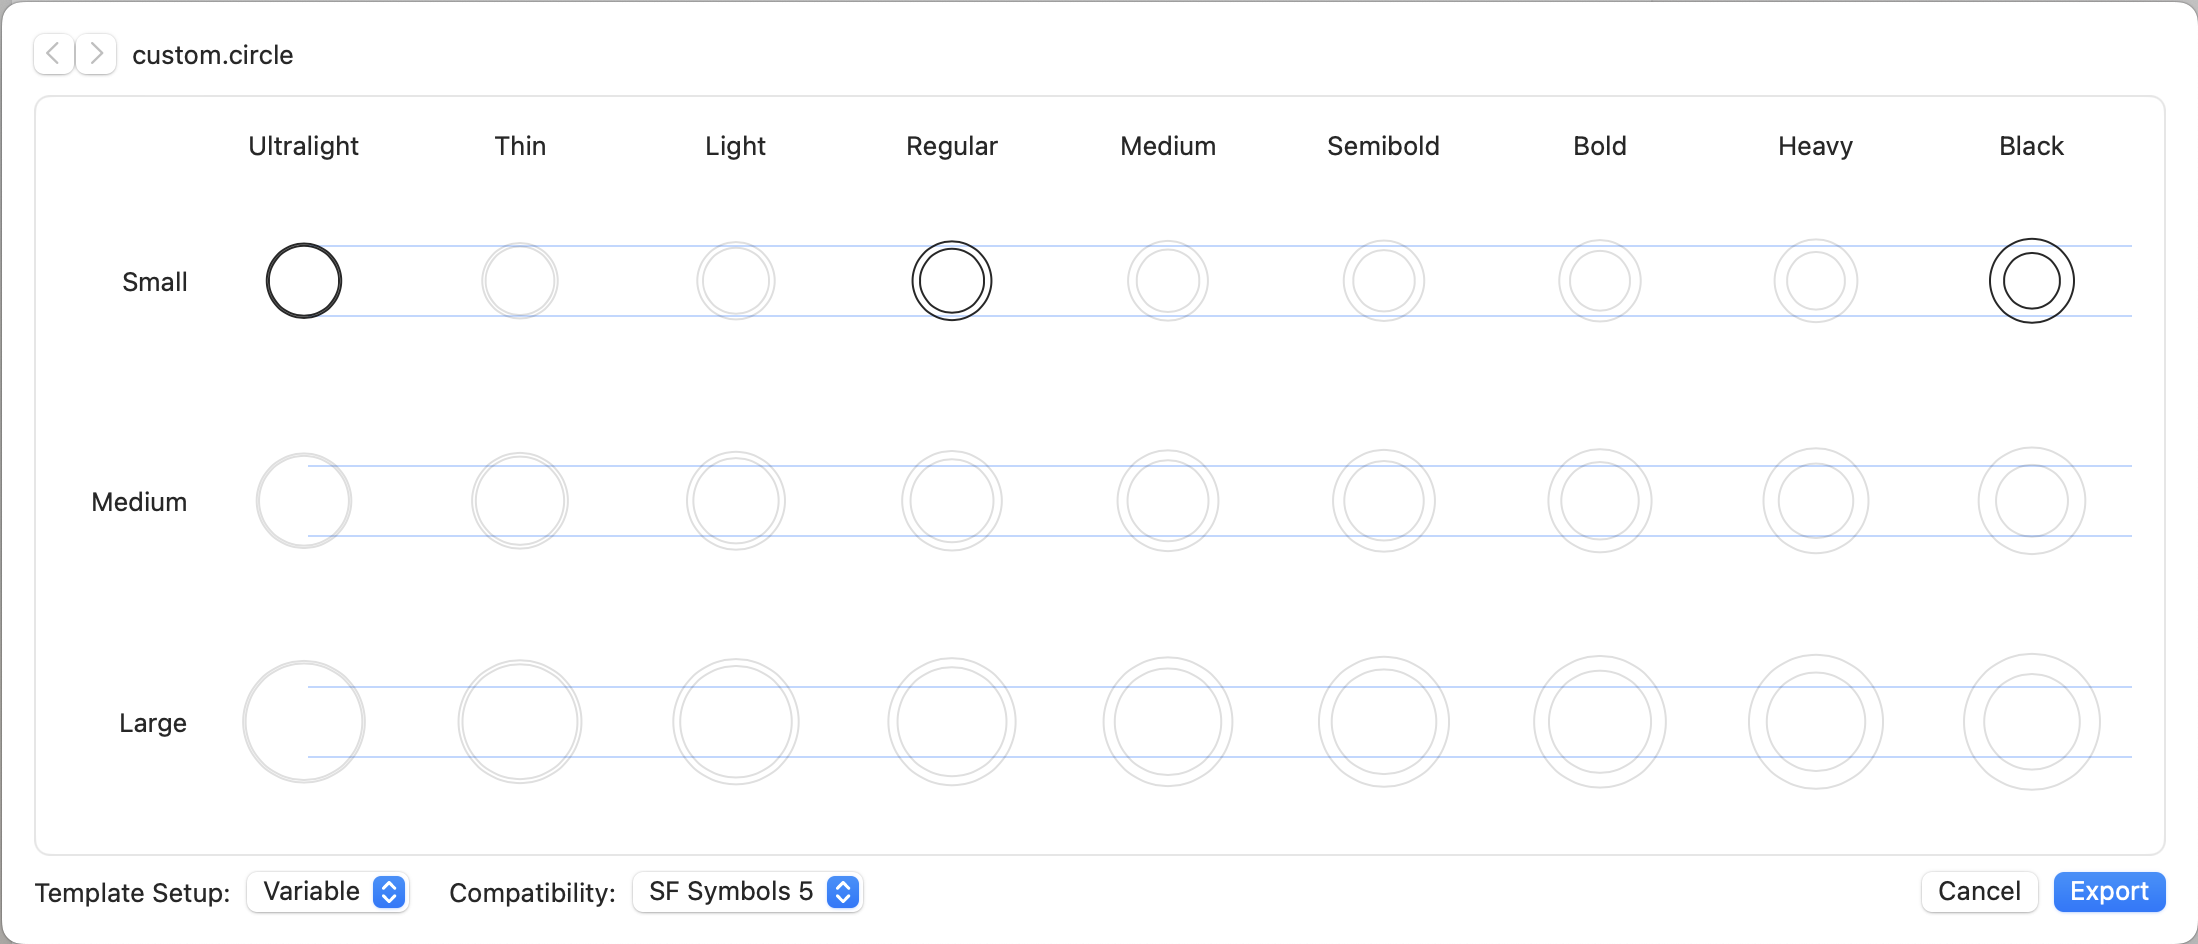 custom.circle
Ultralight Thin Light Regular Medium Semibold Bold Heavy Black
Small
Medium
Large
Template Setup: Variable Compatibility: SF Symbols 5 Cancel Export